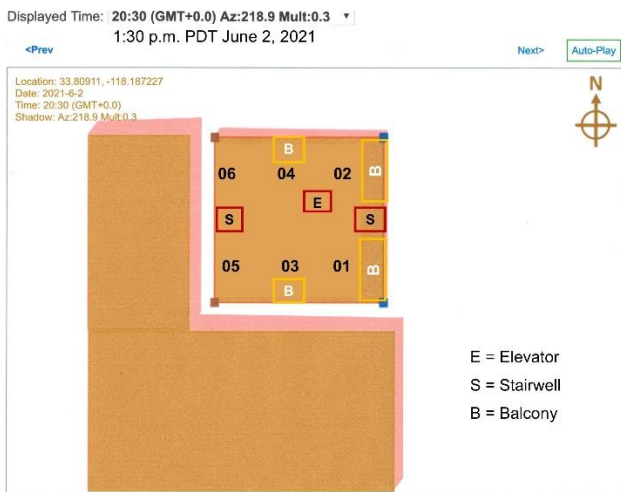 Displayed Time: 20:30 (GMT+0.0) Az:218.9 Mult:0.3
1:30 p.m. PDT June 2, 2021
<Prev
Next>
Auto-Play
Location: 33.80911, -118.187227
Date: 2021-6-2
Time: 20:30 (GMT+0.0)
Shadow: Az:218.9 Mult:0.3
N
B
06 04 02 B
E
S S
05 03 01 B
B
E = Elevator
S = Stairwell
B = Balcony